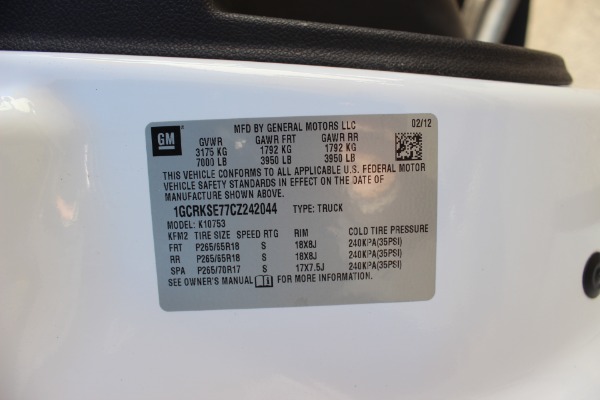 MFD BY GENERAL MOTORS LLC 02/12
GM
GVWR GAWR FRT GAWR RR
3175 KG 1792 KG 1792 KG
7000 LB 3950 LB 3950 LB
THIS VEHICLE CONFORMS TO ALL APPLICABLE U.S. FEDERAL MOTOR
VEHICLE SAFETY STANDARDS IN EFFECT ON THE DATE OF
MANUFACTURE SHOWN ABOVE.
1GCRKSE77CZ242044 TYPE: TRUCK
MODEL: K10753
KFM2 TIRE SIZE SPEED RTG RIM COLD TIRE PRESSURE
FRT P265/65R18 S 18X8J 240KPA(35PSI)
RR P265/65R18 S 18X8J 240KPA(35PSI)
SPA P265/70R17 S 17X7.5J 240KPA(35PSI)
SEE OWNER'S MANUAL FOR MORE INFORMATION.